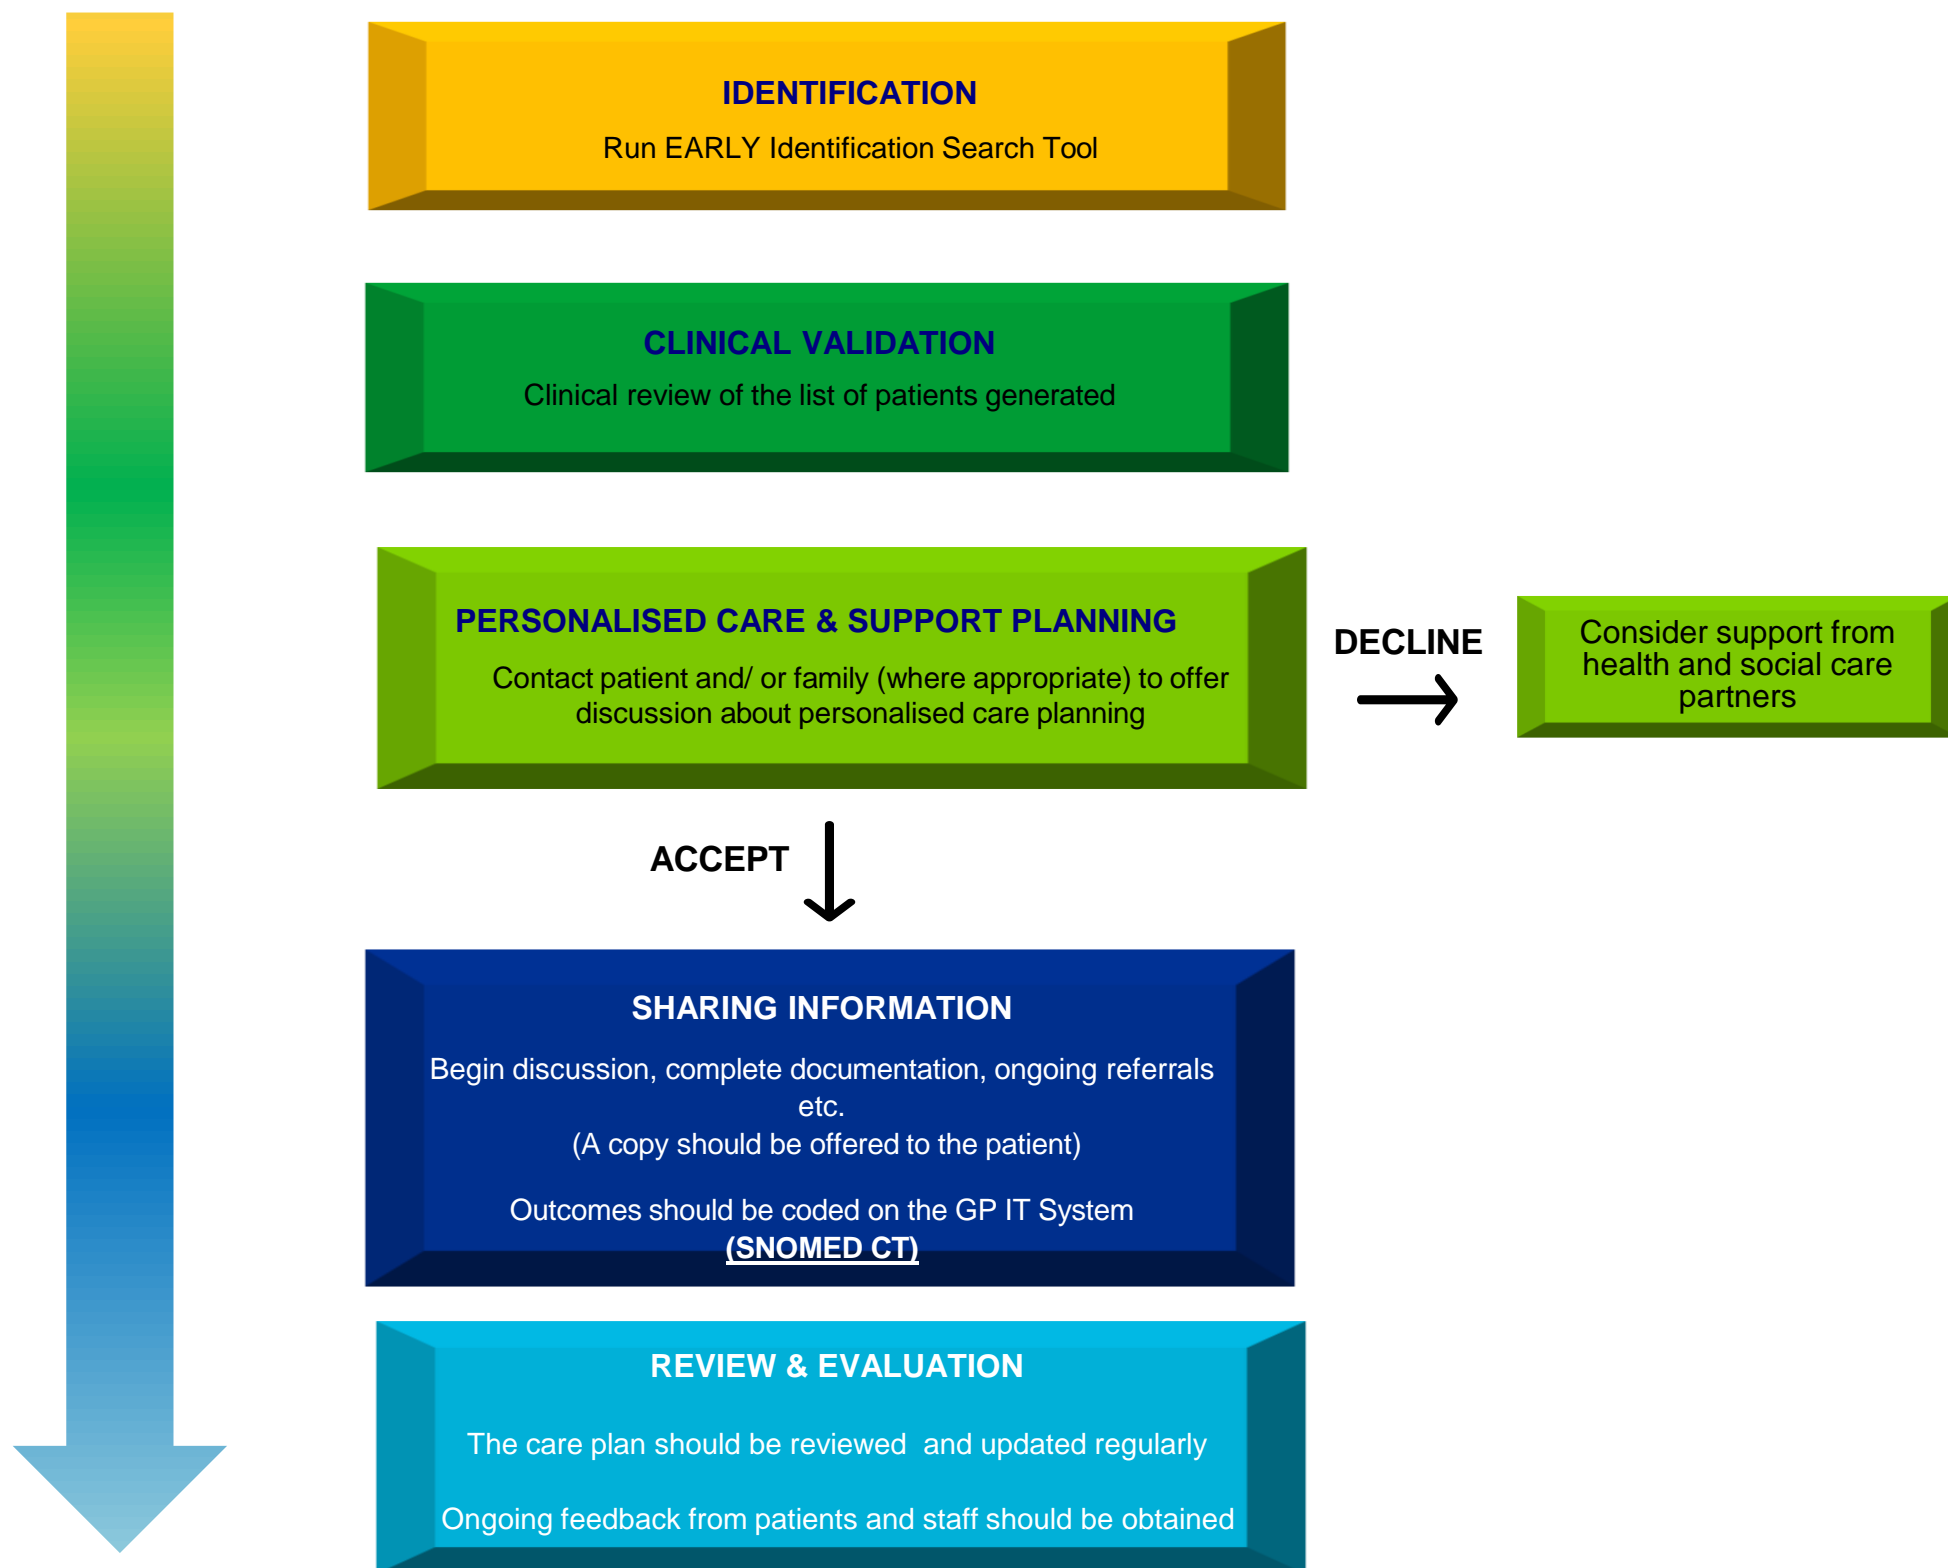 IDENTIFICATION
Run EARLY Identification Search Tool
CLINICAL VALIDATION
Clinical review of the list of patients generated
PERSONALISED CARE & SUPPORT PLANNING
Contact patient and/ or family (where appropriate) to offer
discussion about personalised care planning
DECLINE
Consider support from
health and social care
partners
ACCEPT
SHARING INFORMATION
Begin discussion, complete documentation, ongoing referrals
etc.
(A copy should be offered to the patient)
Outcomes should be coded on the GP IT System
(SNOMED CT)
REVIEW & EVALUATION
The care plan should be reviewed  and updated regularly
Ongoing feedback from patients and staff should be obtained